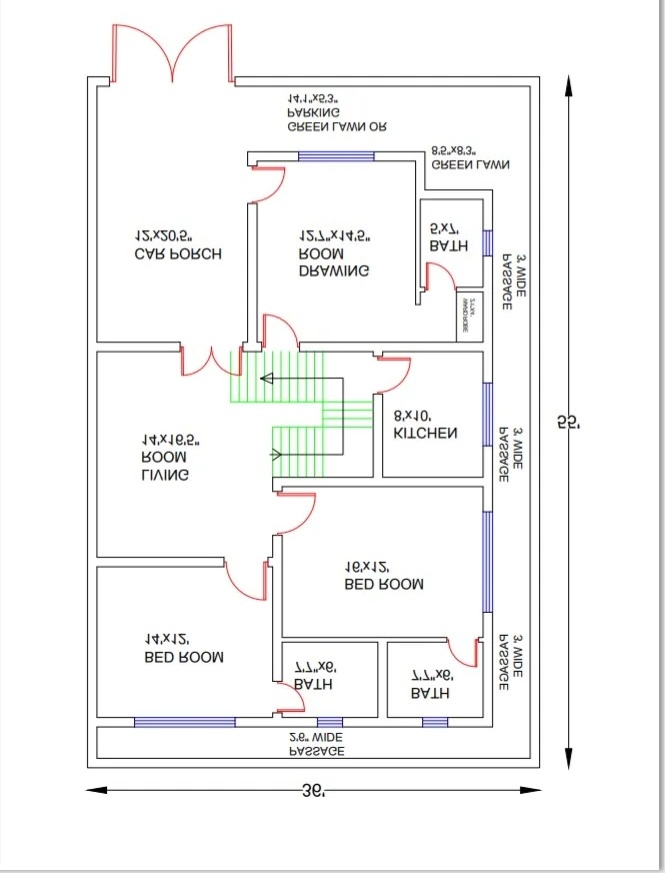 36'
PASSAGE
2'6" WIDE
BED ROOM
14'x12'
BATH
7'7"x6'
BATH
7'7"x6'
PASSAGE
3' WIDE
BED ROOM
16'x12'
LIVING
ROOM
14'x16'5"
KITCHEN
8'x10'
PASSAGE
3' WIDE
55'
CAR PORCH
12'x20'5"
DRAWING
ROOM
12'7"x14'5"
WARDROBE
BATH
5'x7'
PASSAGE
3' WIDE
GREEN LAWN
8'5"x8'3"
GREEN LAWN OR
PARKING
14'1"x5'3"